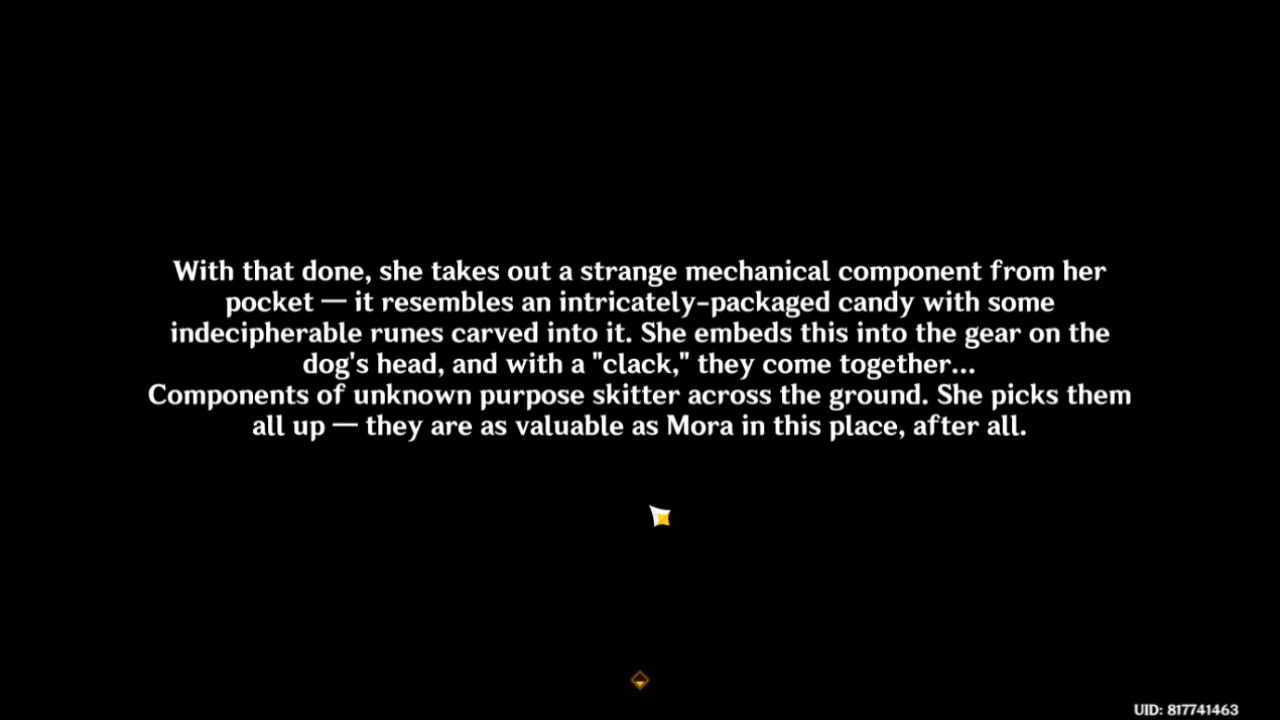 With that done, she takes out a strange mechanical component from her
pocket — it resembles an intricately-packaged candy with some
indecipherable runes carved into it. She embeds this into the gear on the
dog's head, and with a "clack," they come together...
Components of unknown purpose skitter across the ground. She picks them
all up — they are as valuable as Mora in this place, after all.
UID: 817741463